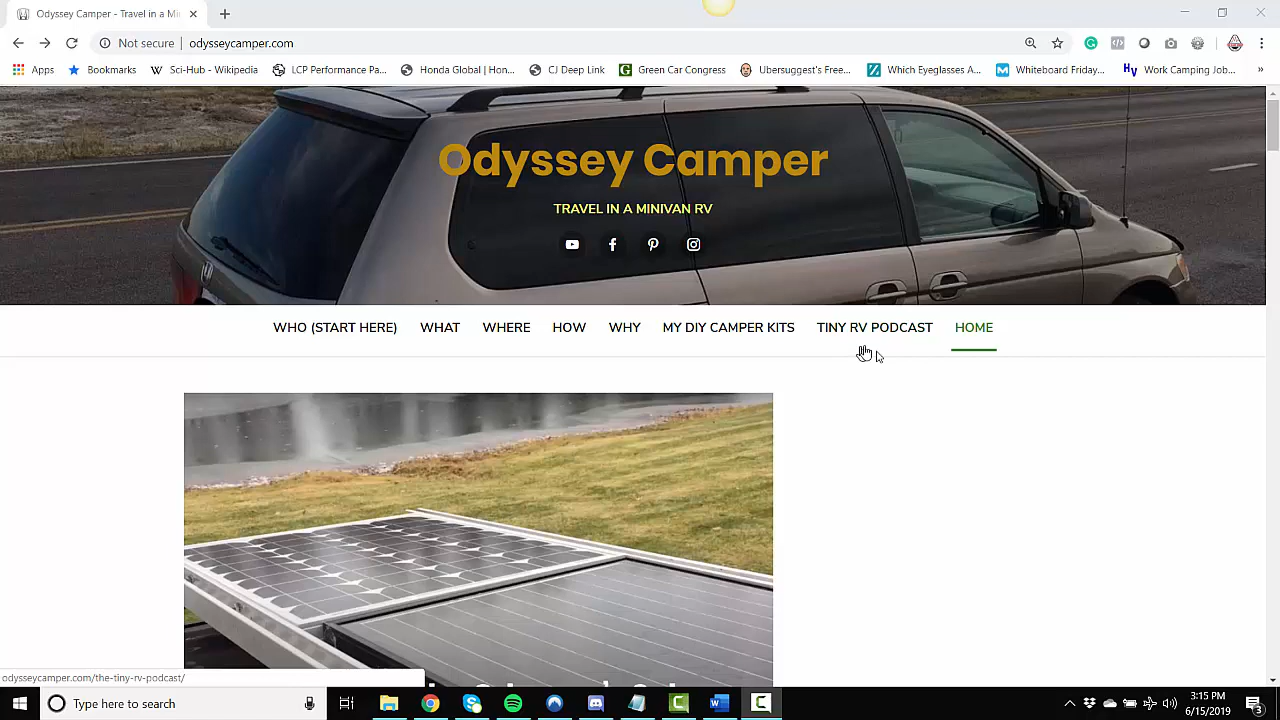 Odyssey Camper - Travel in a Mi
Not secure
odysseycamper.com
Apps
Bookmarks
Sci-Hub - Wikipedia
LCP Performance Pa...
Honda Global | Hon...
CJ Deep Link
Green Car Congress
Ubersuggest's Free...
Which Eyeglasses A...
Whiteboard Friday,...
Work Camping Job...
Odyssey Camper
TRAVEL IN A MINIVAN RV
WHO (START HERE)
WHAT
WHERE
HOW
WHY
MY DIY CAMPER KITS
TINY RV PODCAST
HOME
odysseycamper.com/the-tiny-rv-podcast/
Type here to search
3:15 PM
6/15/2019
3